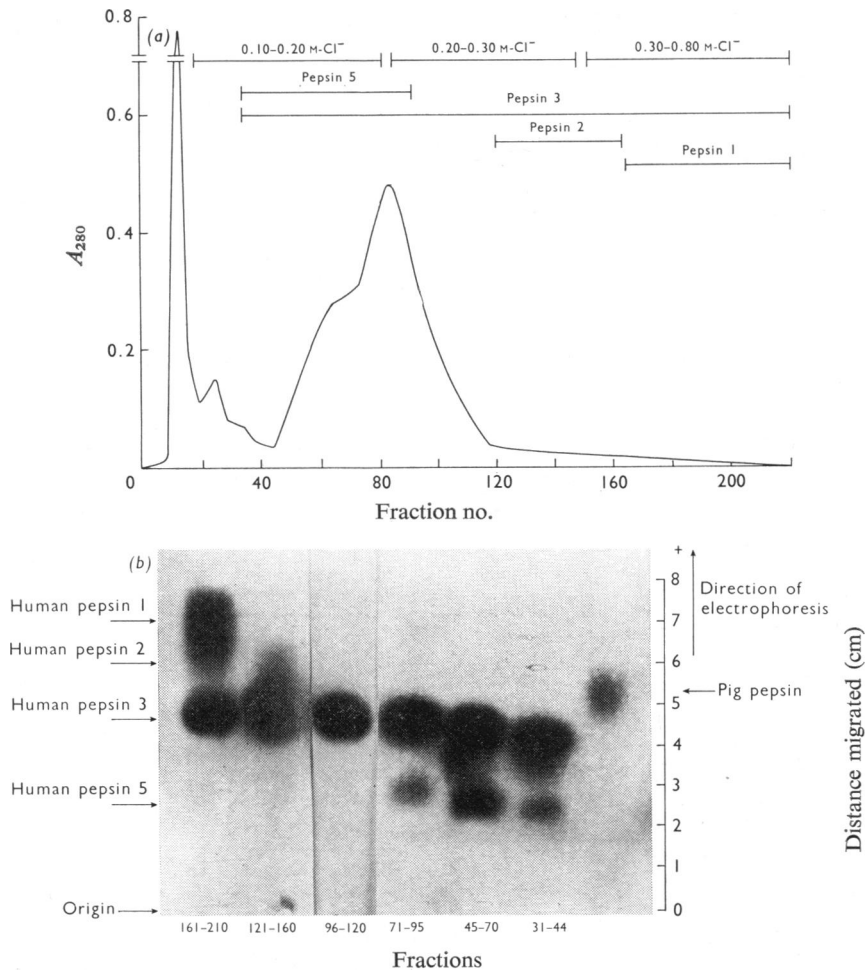 (a)
0.8
0.6
0.4
0.2
0
A280
0.10–0.20 M-Cl⁻
0.20–0.30 M-Cl⁻
0.30–0.80 M-Cl⁻
Pepsin 5
Pepsin 3
Pepsin 2
Pepsin 1
40
80
120
160
200
Fraction no.
(b)
Human pepsin 1
Human pepsin 2
Human pepsin 3
Human pepsin 5
Origin
+
Direction of
electrophoresis
Pig pepsin
8
7
6
5
4
3
2
1
0
Distance migrated (cm)
161–210
121–160
96–120
71–95
45–70
31–44
Fractions